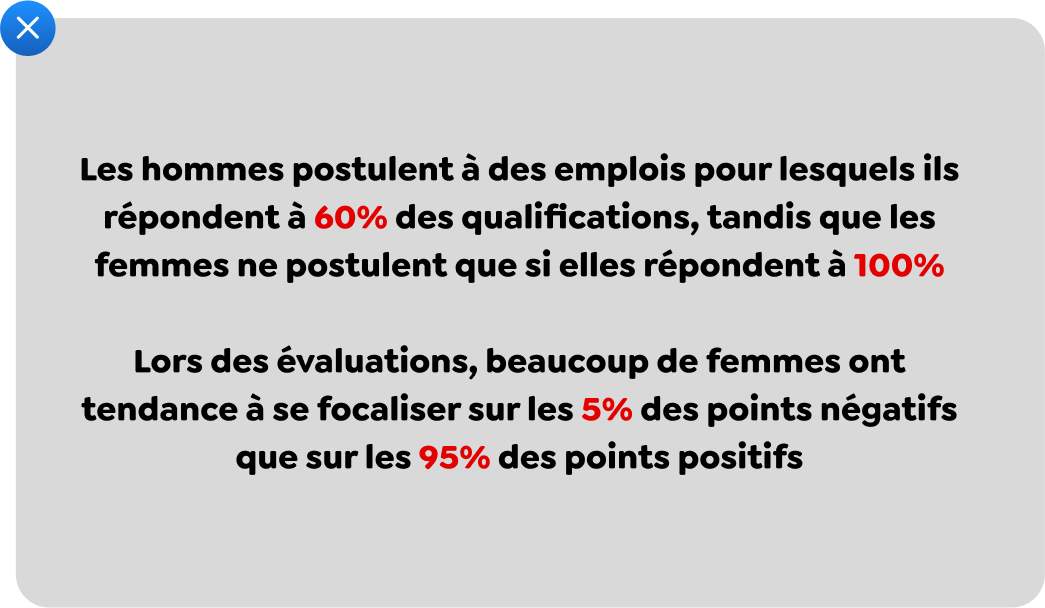 Les hommes postulent à des emplois pour lesquels ils
répondent à 60% des qualifications, tandis que les
femmes ne postulent que si elles répondent à 100%
Lors des évaluations, beaucoup de femmes ont
tendance à se focaliser sur les 5% des points négatifs
que sur les 95% des points positifs